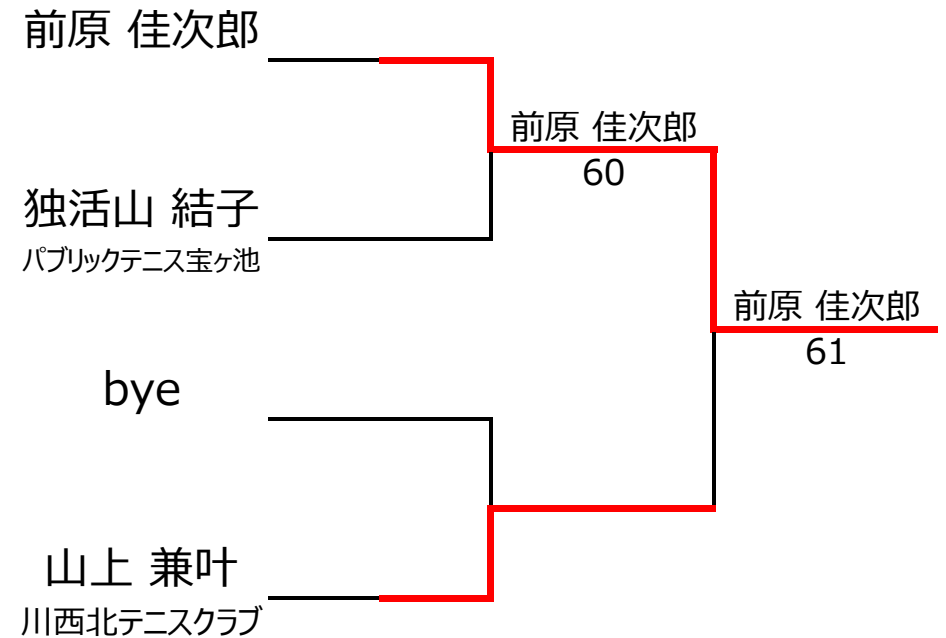 前原 佳次郎
前原 佳次郎
60
独活山 結子
パブリックテニス宝ヶ池
前原 佳次郎
61
bye
山上 兼叶
川西北テニスクラブ